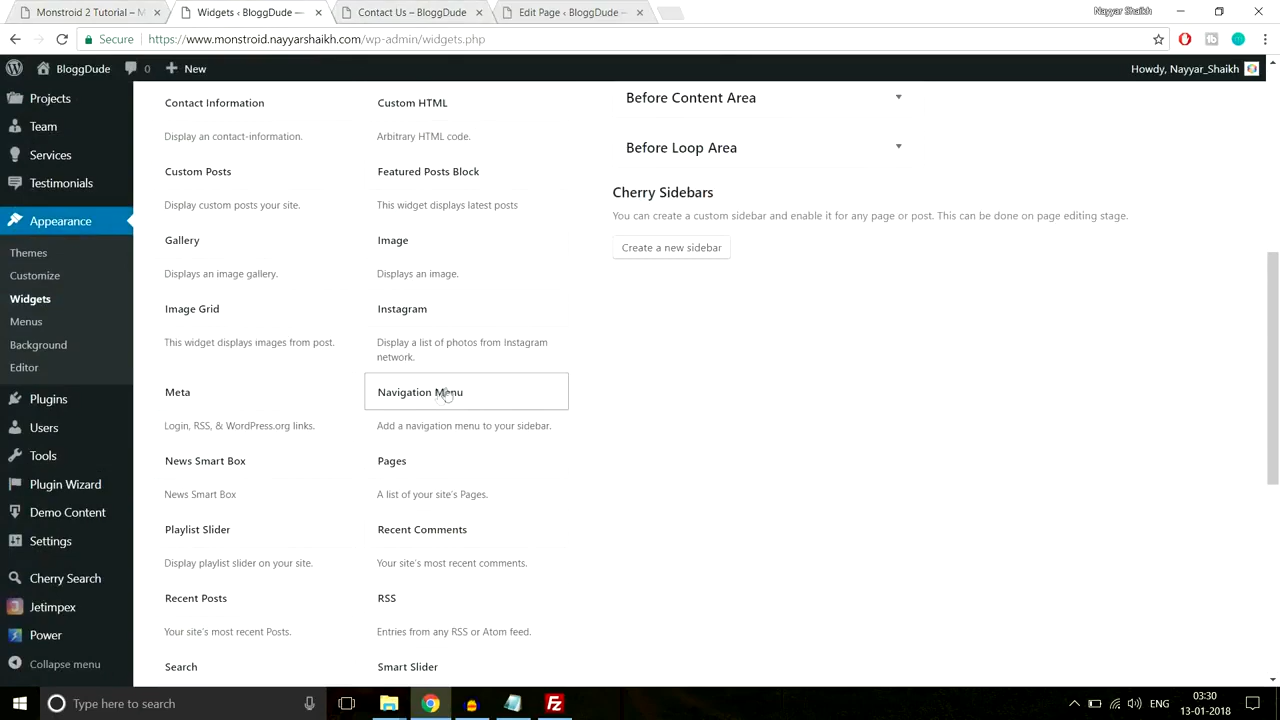 Monstroid 2 Tutorial – M
Widgets ‹ BloggDude —
Contact Us – BloggDude
Edit Page ‹ BloggDude —
Nayyar Shaikh
Secure
https://www.monstroid.nayyarshaikh.com/wp-admin/widgets.php
BloggDude
0
New
Howdy, Nayyar_Shaikh
Projects
Team
Services
Testimonials
Appearance
Themes
Customize
Widgets
Menus
Background
Editor
Plugins
Users
Tools
Plugin Wizard
Demo Content
Settings
Cherry Search
Jetimpex
Power
Collapse menu
Contact Information
Display an contact-information.
Custom HTML
Arbitrary HTML code.
Custom Posts
Display custom posts your site.
Featured Posts Block
This widget displays latest posts
Gallery
Displays an image gallery.
Image
Displays an image.
Image Grid
This widget displays images from post.
Instagram
Display a list of photos from Instagram
network.
Meta
Login, RSS, & WordPress.org links.
Navigation Menu
Add a navigation menu to your sidebar.
News Smart Box
News Smart Box
Pages
A list of your site's Pages.
Playlist Slider
Display playlist slider on your site.
Recent Comments
Your site's most recent comments.
Recent Posts
Your site's most recent Posts.
RSS
Entries from any RSS or Atom feed.
Search
Smart Slider
Before Content Area
Before Loop Area
Cherry Sidebars
You can create a custom sidebar and enable it for any page or post. This can be done on page editing stage.
Create a new sidebar
Type here to search
ENG
03:30
13-01-2018